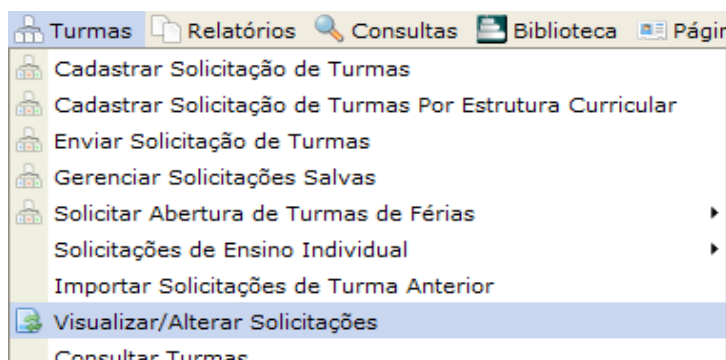 Turmas Relatórios Consultas Biblioteca Págin
Cadastrar Solicitação de Turmas
Cadastrar Solicitação de Turmas Por Estrutura Curricular
Enviar Solicitação de Turmas
Gerenciar Solicitações Salvas
Solicitar Abertura de Turmas de Férias
Solicitações de Ensino Individual
Importar Solicitações de Turma Anterior
Visualizar/Alterar Solicitações
Consultar Turmas